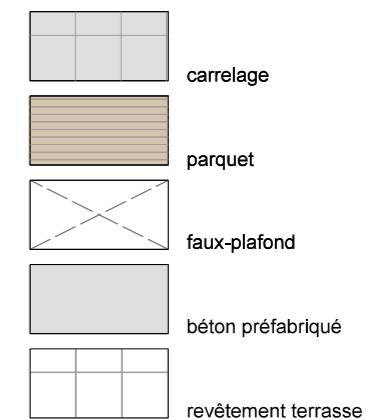 carrelage
parquet
faux-plafond
béton préfabriqué
revêtement terrasse